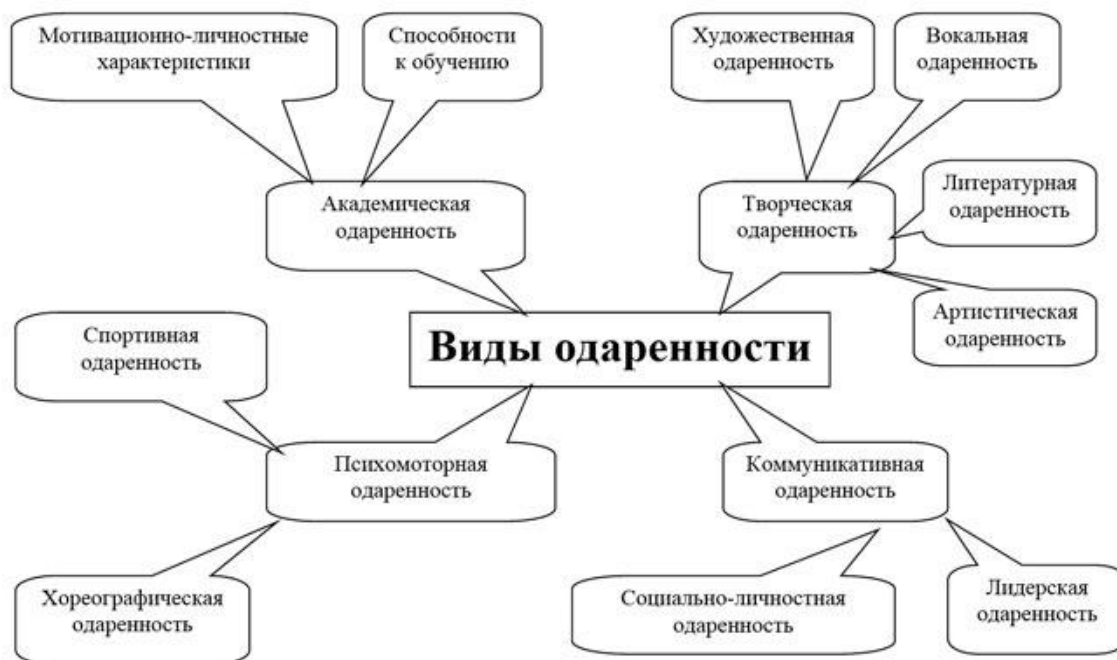 Мотивационно-личностные
характеристики
Способности
к обучению
Художественная
одаренность
Вокальная
одаренность
Академическая
одаренность
Творческая
одаренность
Литературная
одаренность
Артистическая
одаренность
Виды одаренности
Спортивная
одаренность
Психомоторная
одаренность
Коммуникативная
одаренность
Хореографическая
одаренность
Социально-личностная
одаренность
Лидерская
одаренность